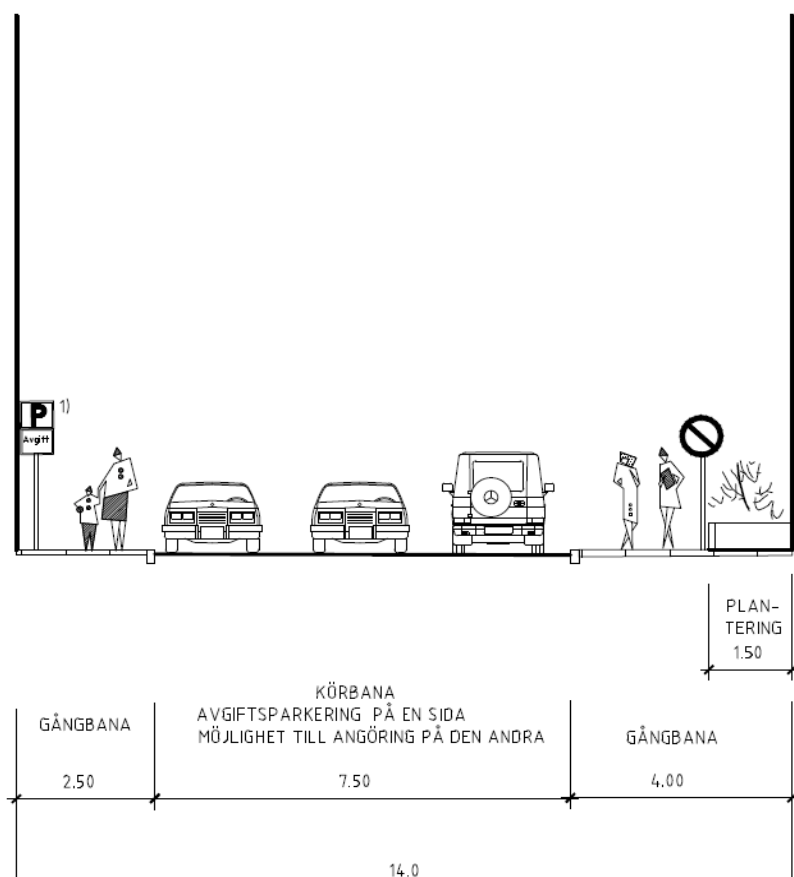 P 1)
Avgift
PLAN-
TERING
1.50
KÖRBANA
AVGIFTSPARKERING PÅ EN SIDA
MÖJLIGHET TILL ANGÖRING PÅ DEN ANDRA
GÅNGBANA
GÅNGBANA
2.50
7.50
4.00
14.0